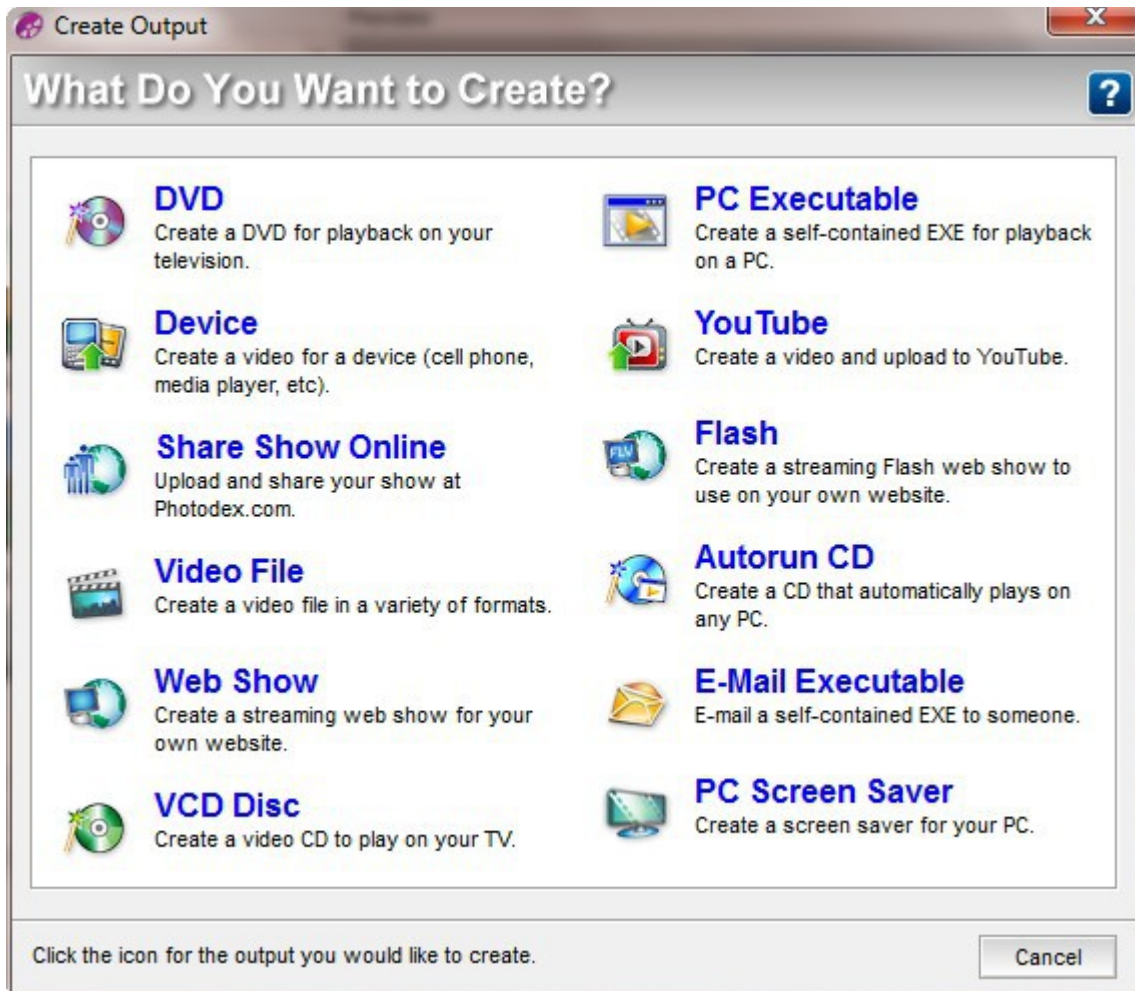 Create Output
What Do You Want to Create?
?
DVD
Create a DVD for playback on your
television.
Device
Create a video for a device (cell phone,
media player, etc).
Share Show Online
Upload and share your show at
Photodex.com.
Video File
Create a video file in a variety of formats.
Web Show
Create a streaming web show for your
own website.
VCD Disc
Create a video CD to play on your TV.
PC Executable
Create a self-contained EXE for playback
on a PC.
YouTube
Create a video and upload to YouTube.
FLV
Flash
Create a streaming Flash web show to
use on your own website.
Autorun CD
Create a CD that automatically plays on
any PC.
E-Mail Executable
E-mail a self-contained EXE to someone.
PC Screen Saver
Create a screen saver for your PC.
Click the icon for the output you would like to create.
Cancel